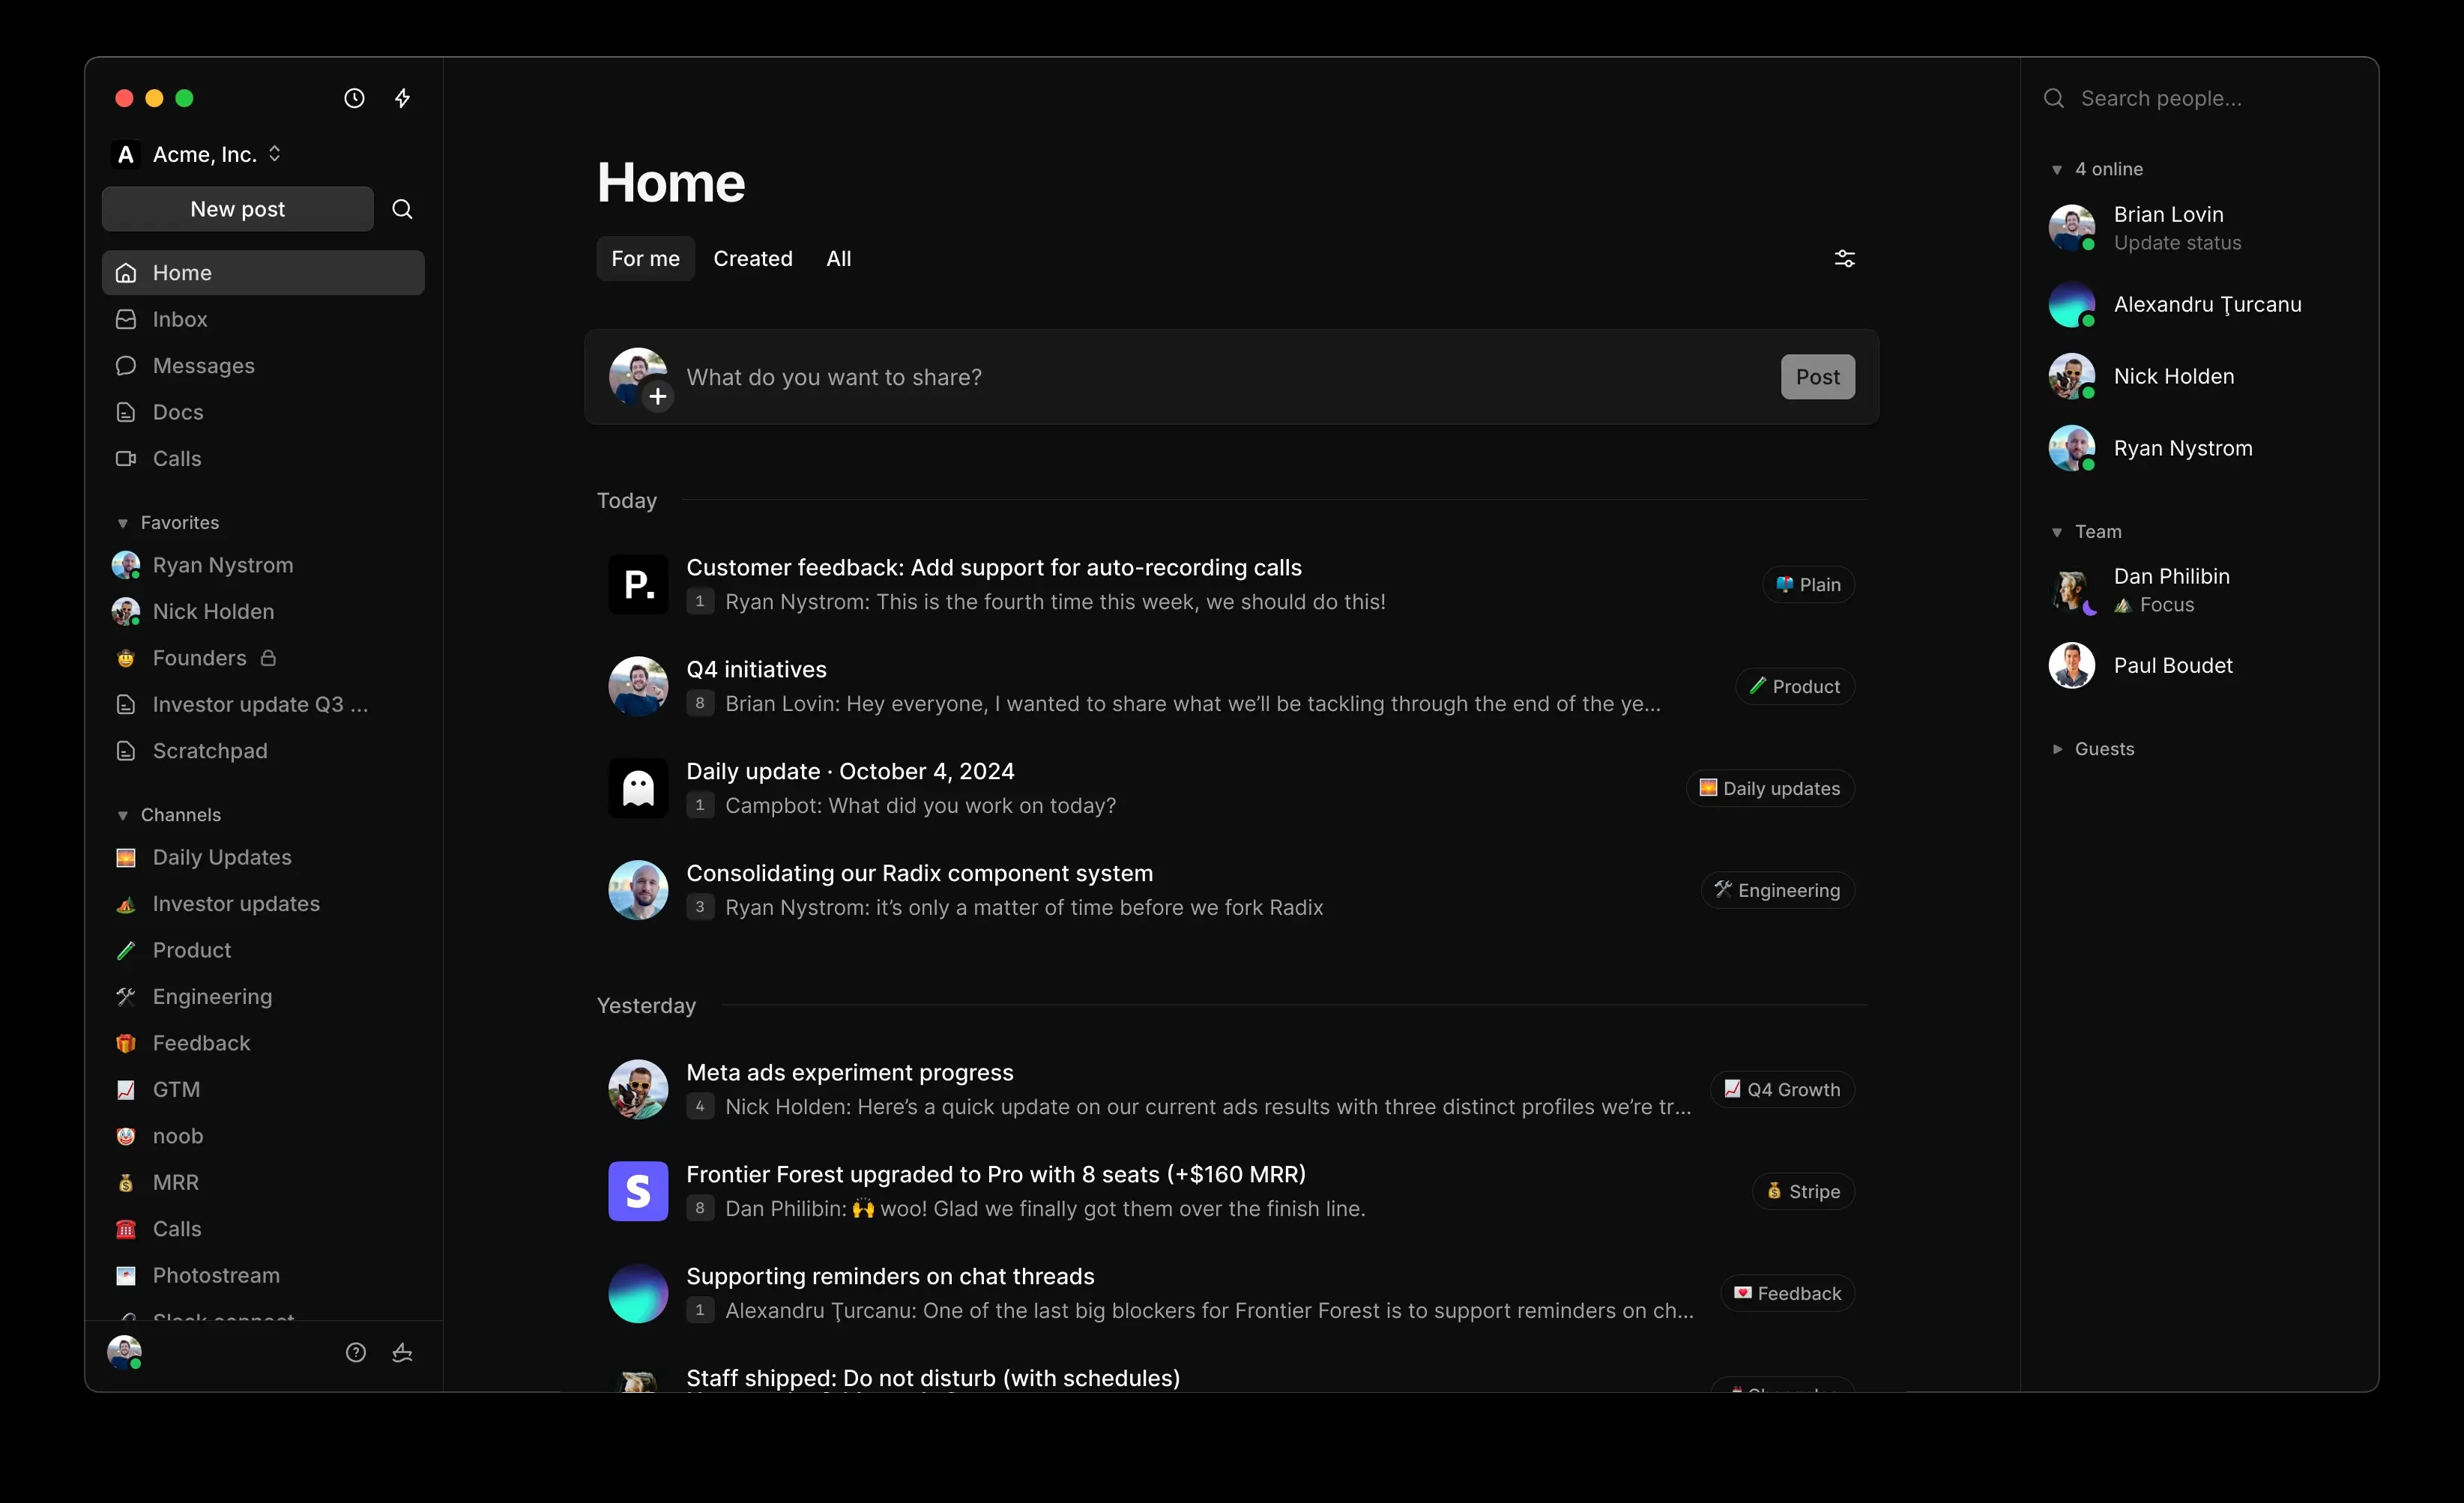 A Acme, Inc.
New post
Home
Inbox
Messages
Docs
Calls
Favorites
Ryan Nystrom
Nick Holden
Founders
Investor update Q3 ...
Scratchpad
Channels
Daily Updates
Investor updates
Product
Engineering
Feedback
GTM
noob
MRR
Calls
Photostream
Home
For me Created All
What do you want to share? Post
Today
P.
Customer feedback: Add support for auto-recording calls
1 Ryan Nystrom: This is the fourth time this week, we should do this!
Plain
Q4 initiatives
8 Brian Lovin: Hey everyone, I wanted to share what we’ll be tackling through the end of the ye...
Product
Daily update · October 4, 2024
1 Campbot: What did you work on today?
Daily updates
Consolidating our Radix component system
3 Ryan Nystrom: it’s only a matter of time before we fork Radix
Engineering
Yesterday
Meta ads experiment progress
4 Nick Holden: Here’s a quick update on our current ads results with three distinct profiles we’re tr...
Q4 Growth
S
Frontier Forest upgraded to Pro with 8 seats (+$160 MRR)
8 Dan Philibin: 🙌 woo! Glad we finally got them over the finish line.
Stripe
Supporting reminders on chat threads
1 Alexandru Ţurcanu: One of the last big blockers for Frontier Forest is to support reminders on ch...
Feedback
Staff shipped: Do not disturb (with schedules)
Search people...
4 online
Brian Lovin
Update status
Alexandru Ţurcanu
Nick Holden
Ryan Nystrom
Team
Dan Philibin
Focus
Paul Boudet
Guests